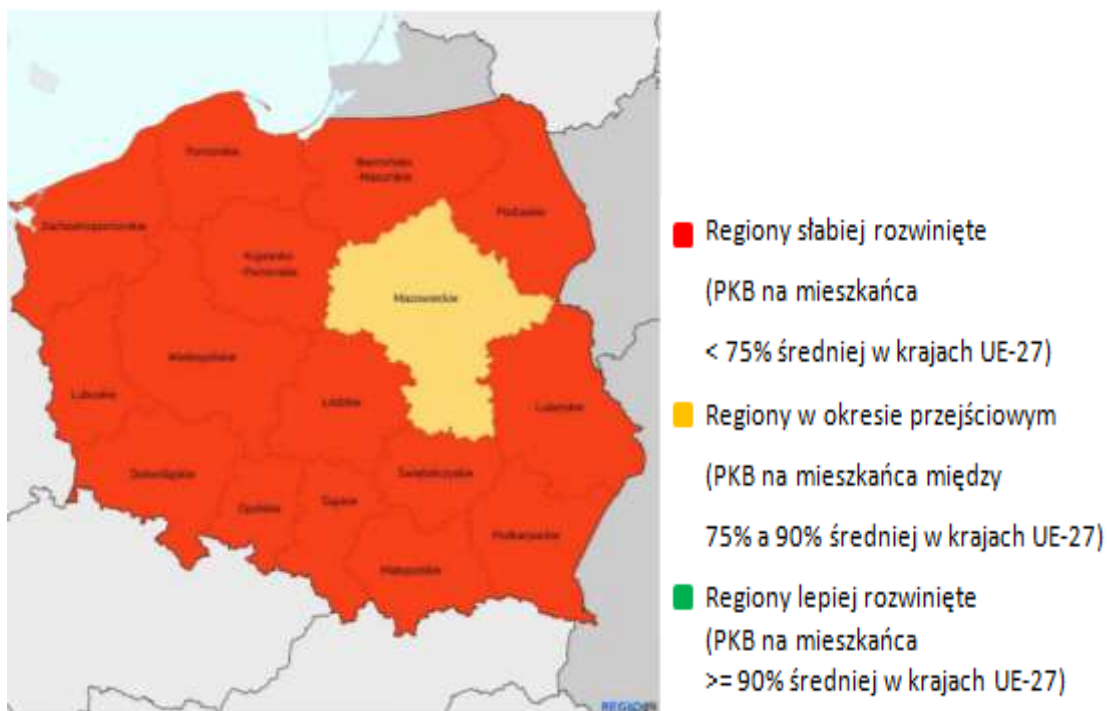 Pomorskie
Warmińsko
-Mazurskie
Zachodniopomorskie
Podlaskie
Kujawsko
-Pomorskie
Mazowieckie
Wielkopolskie
Lubuskie
Łódzkie
Lubelskie
Dolnośląskie
Świętokrzyskie
Opolskie
Śląskie
Podkarpackie
Małopolskie
REGIO
Regiony słabiej rozwinięte
(PKB na mieszkańca
< 75% średniej w krajach UE-27)
Regiony w okresie przejściowym
(PKB na mieszkańca między
75% a 90% średniej w krajach UE-27)
Regiony lepiej rozwinięte
(PKB na mieszkańca
>= 90% średniej w krajach UE-27)